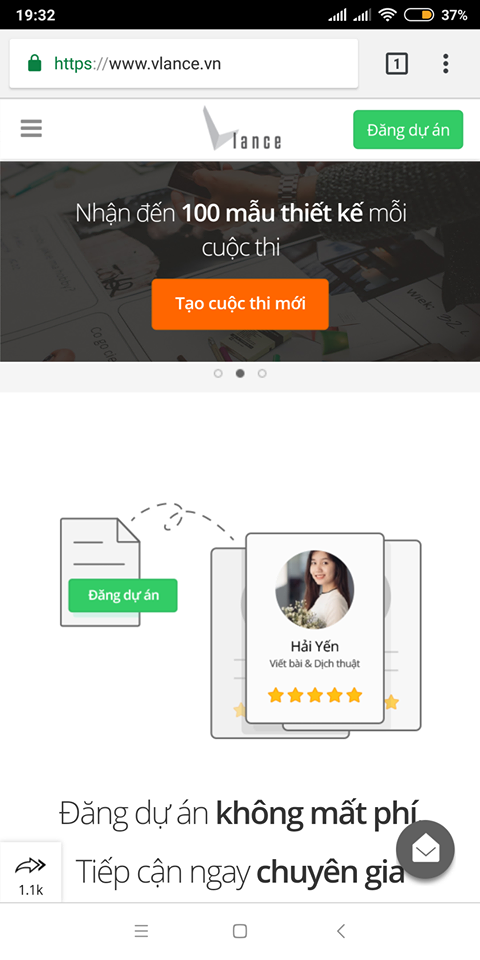 19:32
37%
https://www.vlance.vn
1
Vlance
Đăng dự án
Nhận đến 100 mẫu thiết kế mỗi
cuộc thi
Tạo cuộc thi mới
Đăng dự án
Hải Yến
Viết bài & Dịch thuật
Đăng dự án không mất phí
Tiếp cận ngay chuyên gia
1.1k